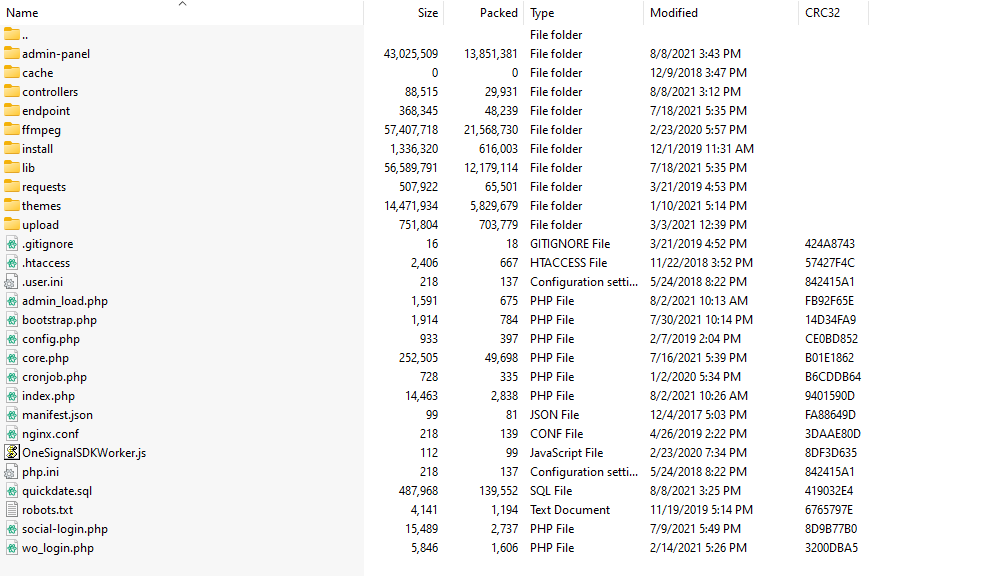 Name Size Packed Type Modified CRC32
.. File folder
admin-panel 43,025,509 13,851,381 File folder 8/8/2021 3:43 PM
cache 0 0 File folder 12/9/2018 3:47 PM
controllers 88,515 29,931 File folder 8/8/2021 3:12 PM
endpoint 368,345 48,239 File folder 7/18/2021 5:35 PM
ffmpeg 57,407,718 21,568,730 File folder 2/23/2020 5:57 PM
install 1,336,320 616,003 File folder 12/1/2019 11:31 AM
lib 56,589,791 12,179,114 File folder 7/18/2021 5:35 PM
requests 507,922 65,501 File folder 3/21/2019 4:53 PM
themes 14,471,934 5,829,679 File folder 1/10/2021 5:14 PM
upload 751,804 703,779 File folder 3/3/2021 12:39 PM
.gitignore 16 18 GITIGNORE File 3/21/2019 4:52 PM 424A8743
.htaccess 2,406 667 HTACCESS File 11/22/2018 3:52 PM 57427F4C
.user.ini 218 137 Configuration setti... 5/24/2018 8:22 PM 842415A1
admin_load.php 1,591 675 PHP File 8/2/2021 10:13 AM FB92F65E
bootstrap.php 1,914 784 PHP File 7/30/2021 10:14 PM 14D34FA9
config.php 933 397 PHP File 2/7/2019 2:04 PM CE0BD852
core.php 252,505 49,698 PHP File 7/16/2021 5:39 PM B01E1862
cronjob.php 728 335 PHP File 1/2/2020 5:34 PM B6CDDB64
index.php 14,463 2,838 PHP File 8/2/2021 10:26 AM 9401590D
manifest.json 99 81 JSON File 12/4/2017 5:03 PM FA88649D
nginx.conf 218 139 CONF File 4/26/2019 2:22 PM 3DAAE80D
OneSignalSDKWorker.js 112 99 JavaScript File 2/23/2020 7:34 PM 8DF3D635
php.ini 218 137 Configuration setti... 5/24/2018 8:22 PM 842415A1
quickdate.sql 487,968 139,552 SQL File 8/8/2021 3:25 PM 419032E4
robots.txt 4,141 1,194 Text Document 11/19/2019 5:14 PM 6765797E
social-login.php 15,489 2,737 PHP File 7/9/2021 5:49 PM 8D9B77B0
wo_login.php 5,846 1,606 PHP File 2/14/2021 5:26 PM 3200DBA5